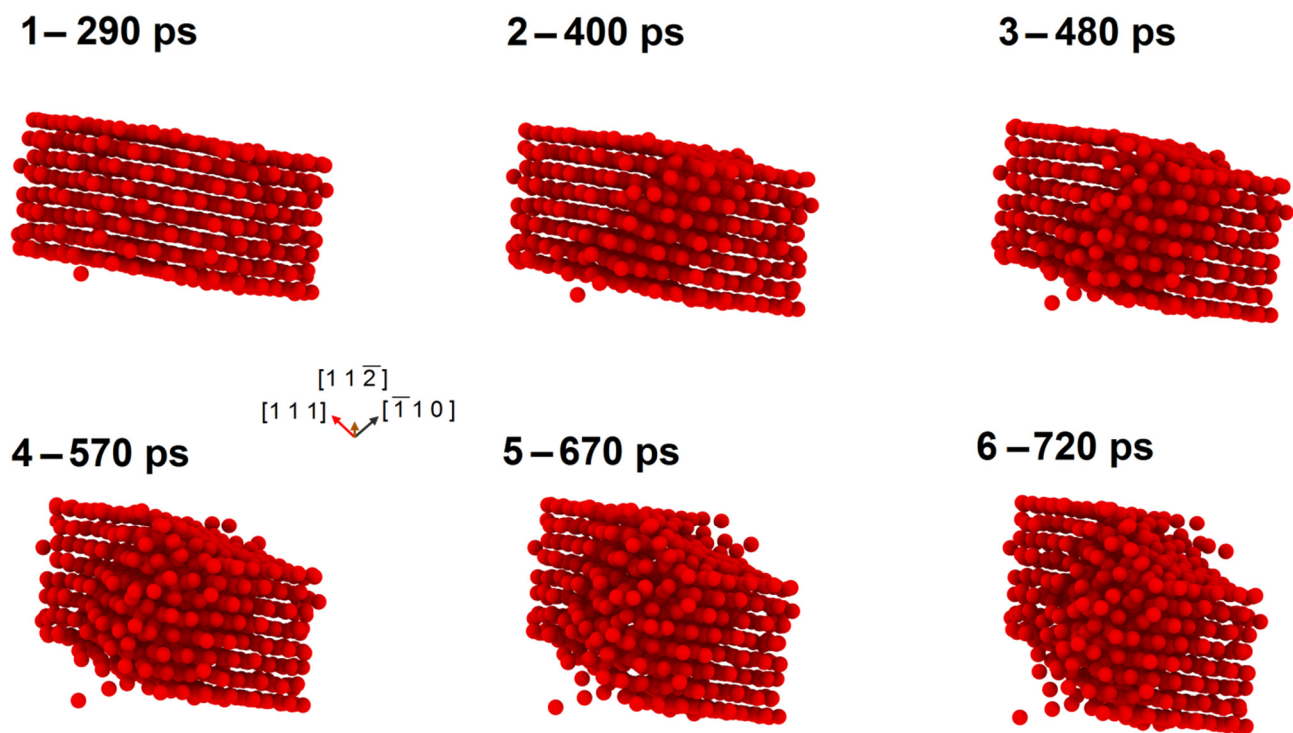 1 – 290 ps
2 – 400 ps
3 – 480 ps
[1 1 2̅]
[1 1 1]
[1̅ 1 0]
4 – 570 ps
5 – 670 ps
6 – 720 ps